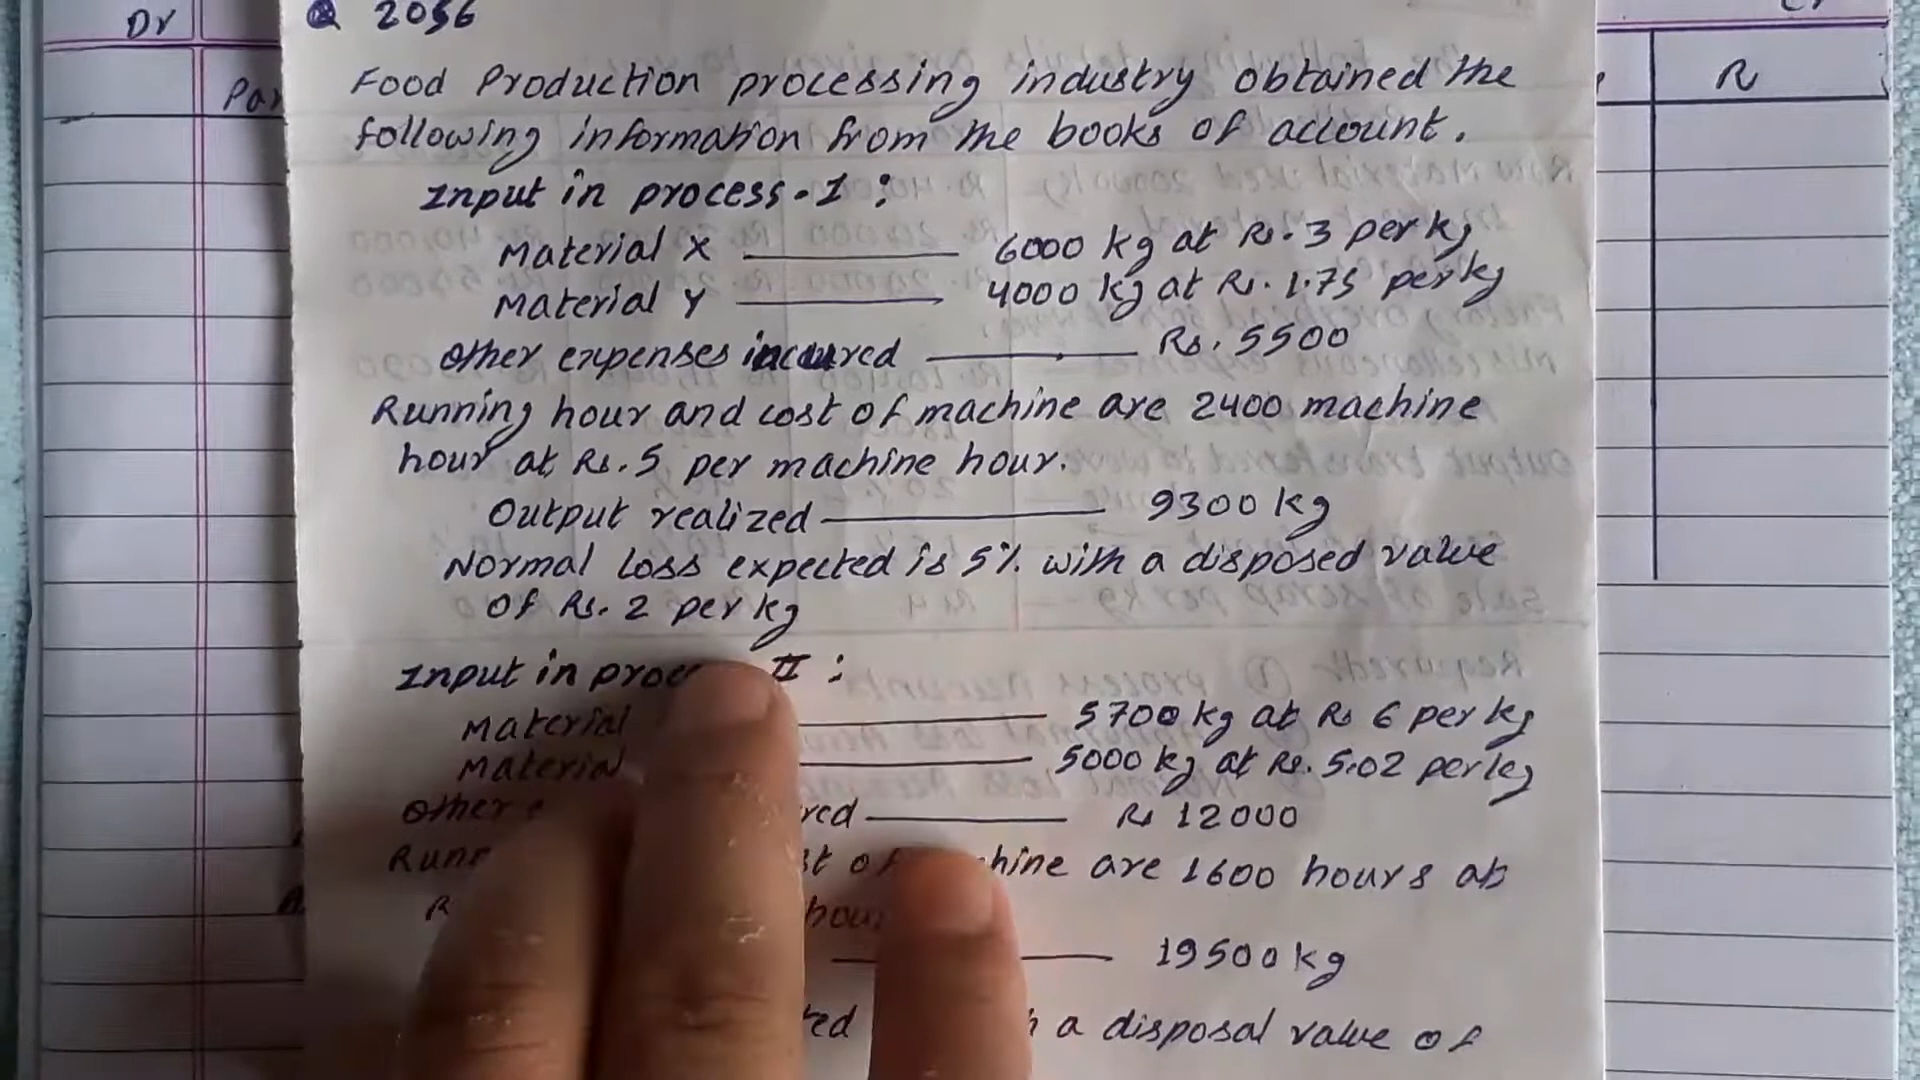 Dr
Q 2056
Cr
Par
R
Food Production processing industry obtained the
following information from the books of account.
Input in process-I :
Material X 6000 kg at Rs. 3 per kg
Material Y 4000 kg at Rs. 1.75 per kg
Other expenses incurred Rs. 5500
Running hour and cost of machine are 2400 machine
hour at Rs. 5 per machine hour.
Output realized 9300 kg
Normal Loss expected is 5% with a disposed value
of Rs. 2 per kg
Input in II :
Material 5700 kg at Rs 6 per kg
Material 5000 kg at Rs. 5.02 per kg
Other Rs 12000
are 1600 hours at
19500 kg
a disposal value of